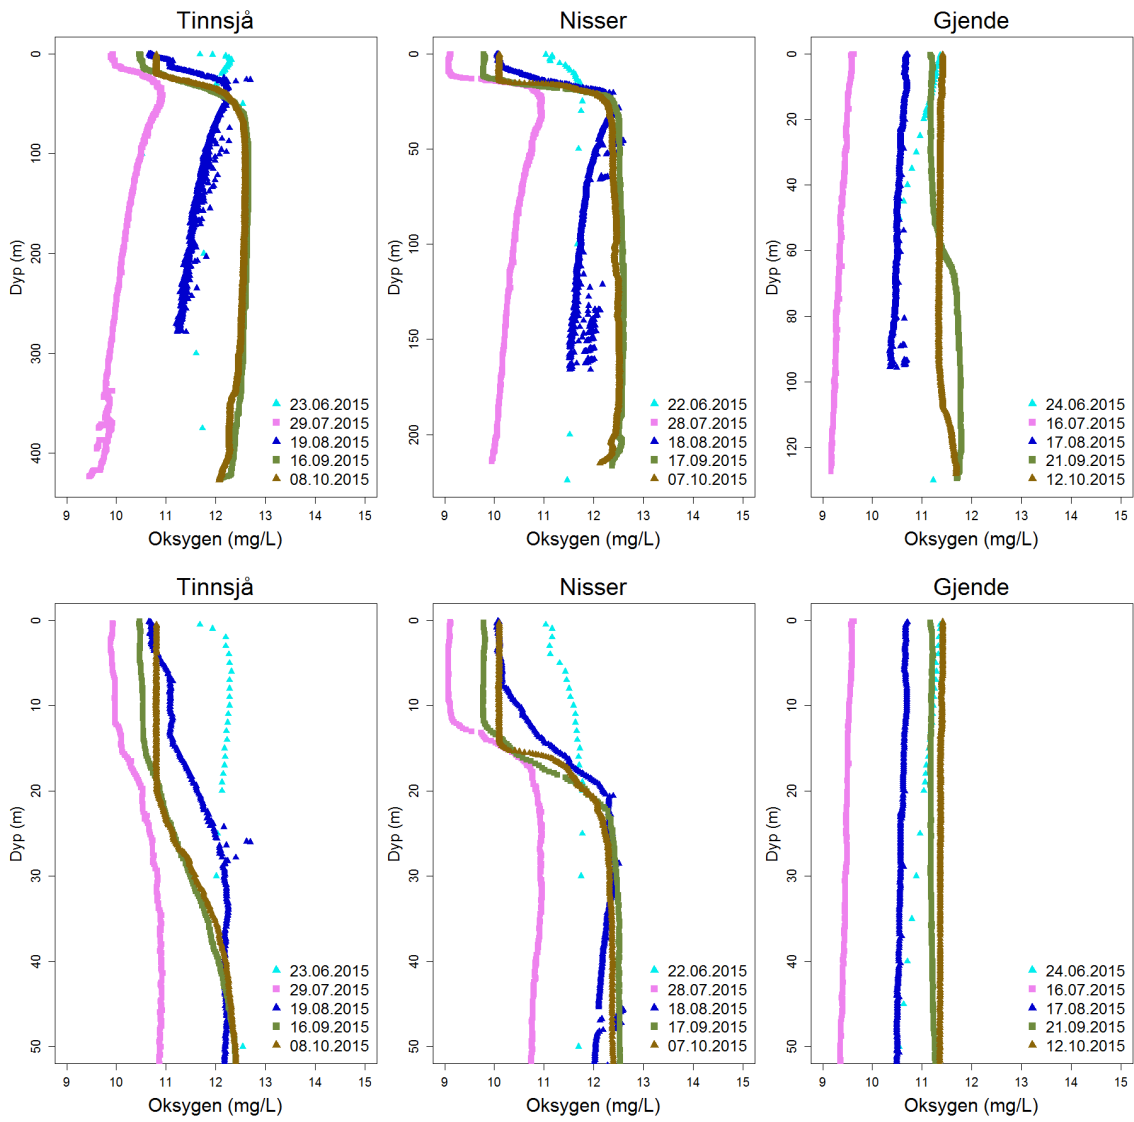 Tinnsjå
Dyp (m)
0
100
200
300
400
23.06.2015
29.07.2015
19.08.2015
16.09.2015
08.10.2015
9 10 11 12 13 14 15
Oksygen (mg/L)
Nisser
Dyp (m)
0
50
100
150
200
22.06.2015
28.07.2015
18.08.2015
17.09.2015
07.10.2015
9 10 11 12 13 14 15
Oksygen (mg/L)
Gjende
Dyp (m)
0
20
40
60
80
100
120
24.06.2015
16.07.2015
17.08.2015
21.09.2015
12.10.2015
9 10 11 12 13 14 15
Oksygen (mg/L)
Tinnsjå
Dyp (m)
0
10
20
30
40
50
23.06.2015
29.07.2015
19.08.2015
16.09.2015
08.10.2015
9 10 11 12 13 14 15
Oksygen (mg/L)
Nisser
Dyp (m)
0
10
20
30
40
50
22.06.2015
28.07.2015
18.08.2015
17.09.2015
07.10.2015
9 10 11 12 13 14 15
Oksygen (mg/L)
Gjende
Dyp (m)
0
10
20
30
40
50
24.06.2015
16.07.2015
17.08.2015
21.09.2015
12.10.2015
9 10 11 12 13 14 15
Oksygen (mg/L)